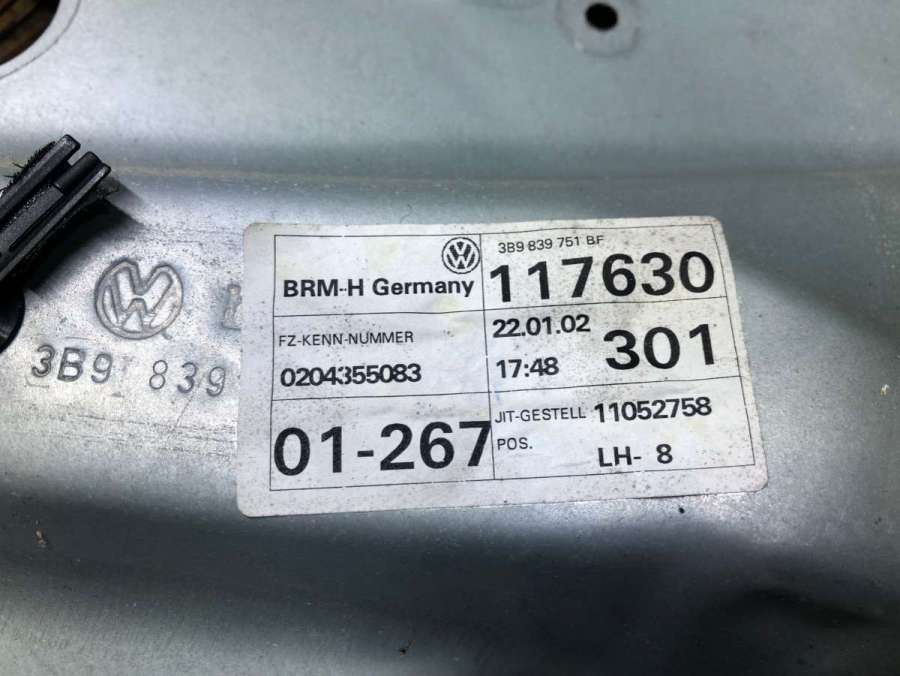 3B9 839 751 BF
BRM-H Germany
117630
FZ-KENN-NUMMER
22.01.02
301
0204355083
17:48
01-267
JIT-GESTELL 11052758
POS.
LH- 8
3B9 839